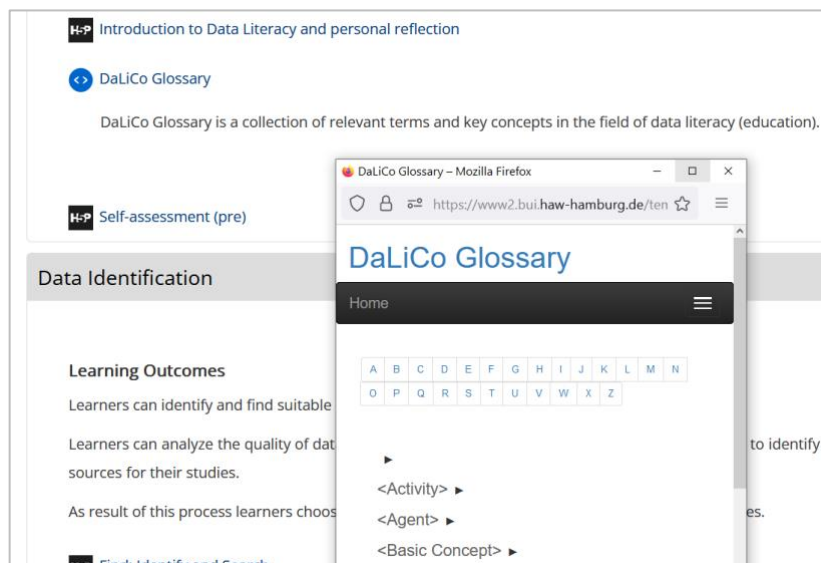 H-P Introduction to Data Literacy and personal reflection
<> DaLiCo Glossary
DaLiCo Glossary is a collection of relevant terms and key concepts in the field of data literacy (education).
H-P Self-assessment (pre)
Data Identification
Learning Outcomes
Learners can identify and find suitable
Learners can analyze the quality of dat
to identify
sources for their studies.
As result of this process learners choos
es.
DaLiCo Glossary – Mozilla Firefox
https://www2.bui.haw-hamburg.de/ten
DaLiCo Glossary
Home
A B C D E F G H I J K L M N
O P Q R S T U V W X Z
►
<Activity> ►
<Agent> ►
<Basic Concept> ►